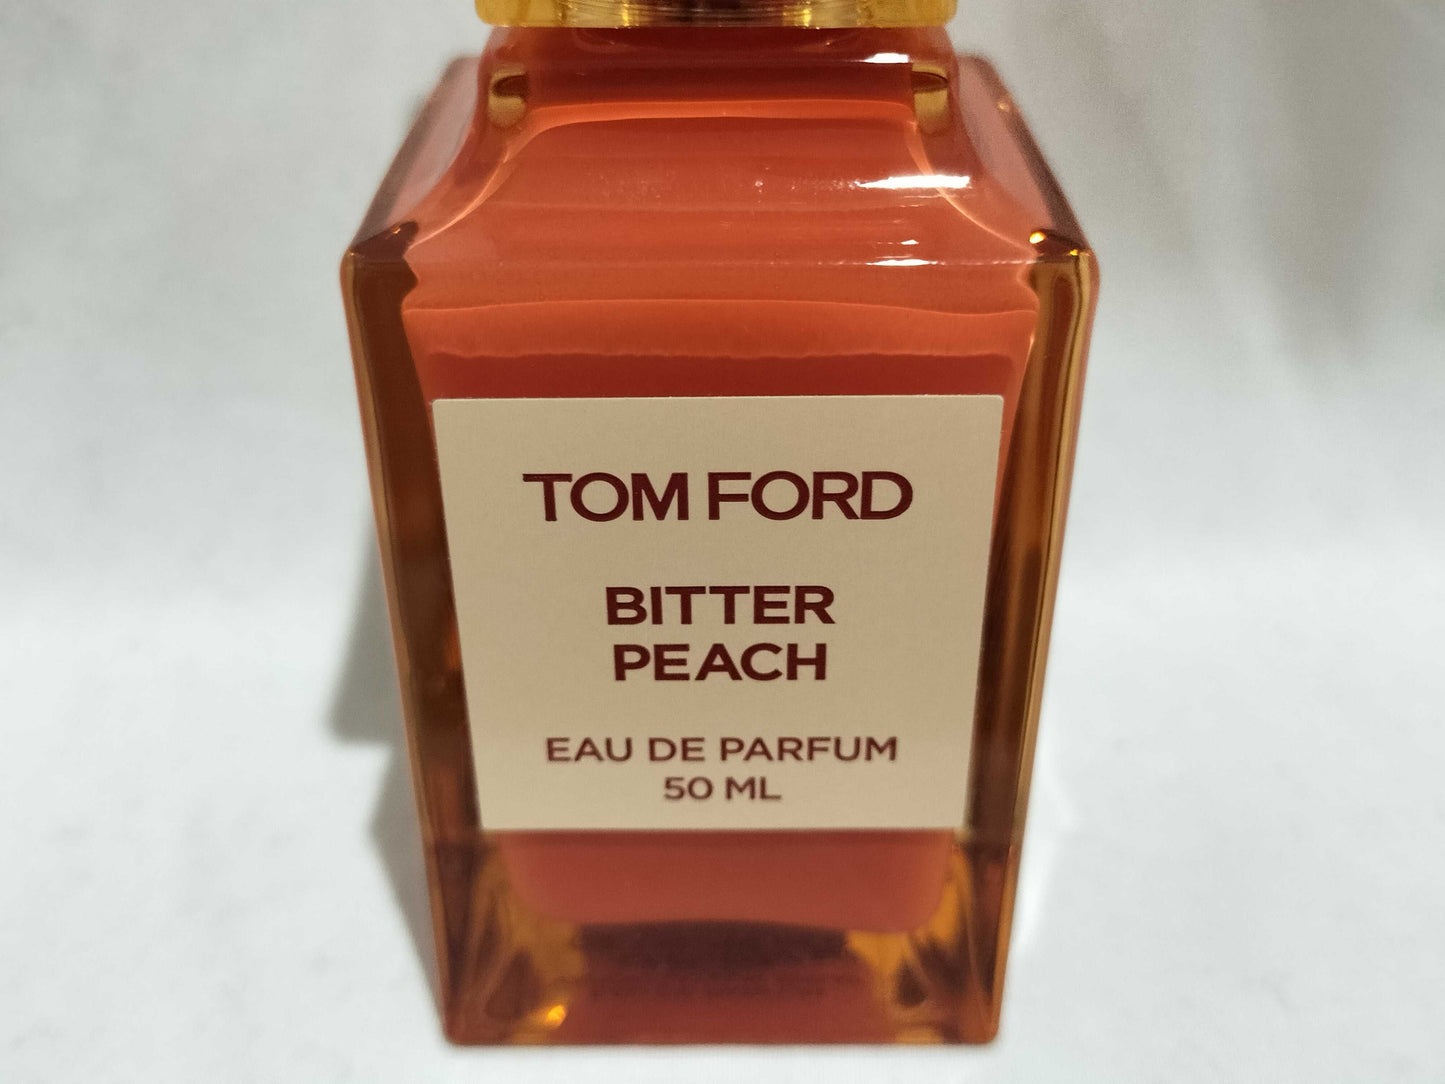 TOM FORD
BITTER
PEACH
EAU DE PARFUM
50 ML